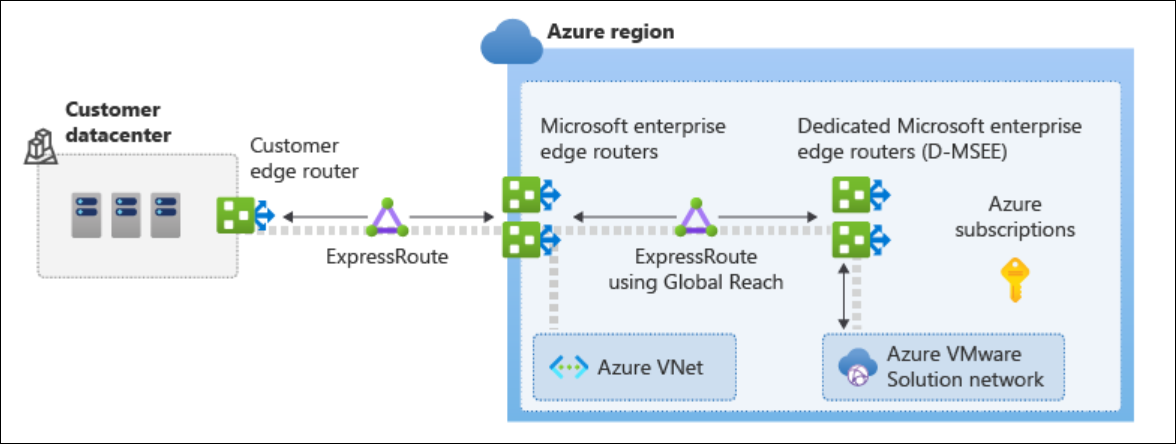 Azure region
Customer
datacenter
Customer
edge router
Microsoft enterprise
edge routers
Dedicated Microsoft enterprise
edge routers (D-MSEE)
Azure
subscriptions
ExpressRoute
ExpressRoute
using Global Reach
Azure VNet
Azure VMware
Solution network